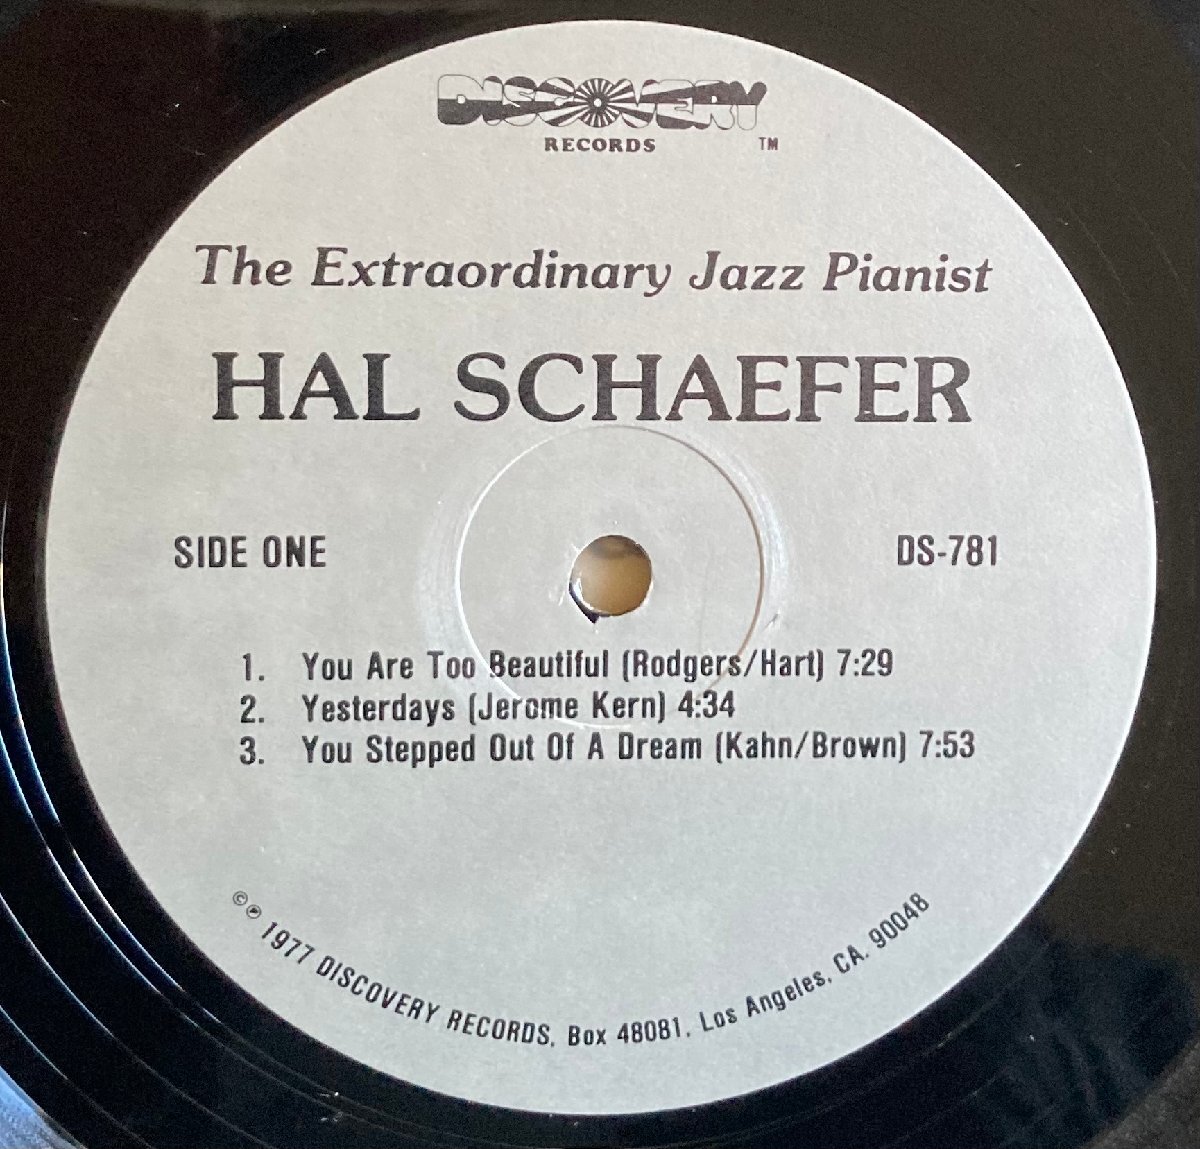 DISCOVERY
RECORDS TM
The Extraordinary Jazz Pianist
HAL SCHAEFER
SIDE ONE DS-781
1. You Are Too Beautiful (Rodgers/Hart) 7:29
2. Yesterdays (Jerome Kern) 4:34
3. You Stepped Out Of A Dream (Kahn/Brown) 7:53
©℗ 1977 DISCOVERY RECORDS, Box 48081, Los Angeles, CA. 90048